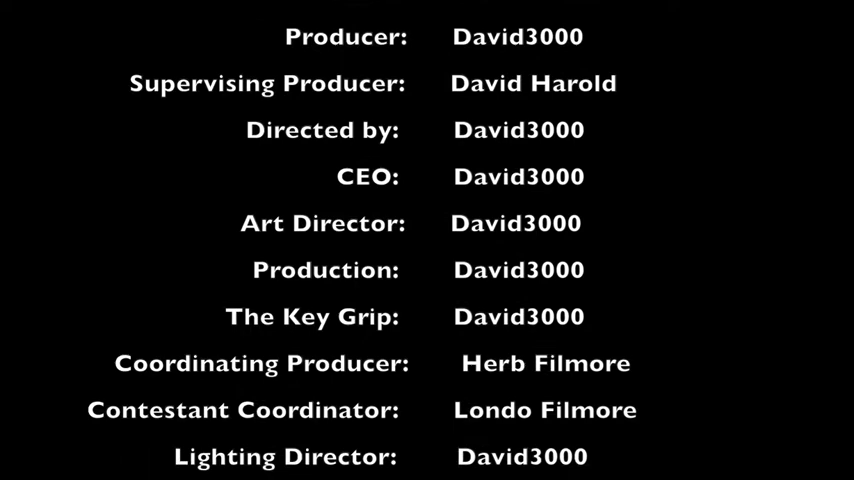 Producer: David3000
Supervising Producer: David Harold
Directed by: David3000
CEO: David3000
Art Director: David3000
Production: David3000
The Key Grip: David3000
Coordinating Producer: Herb Filmore
Contestant Coordinator: Londo Filmore
Lighting Director: David3000